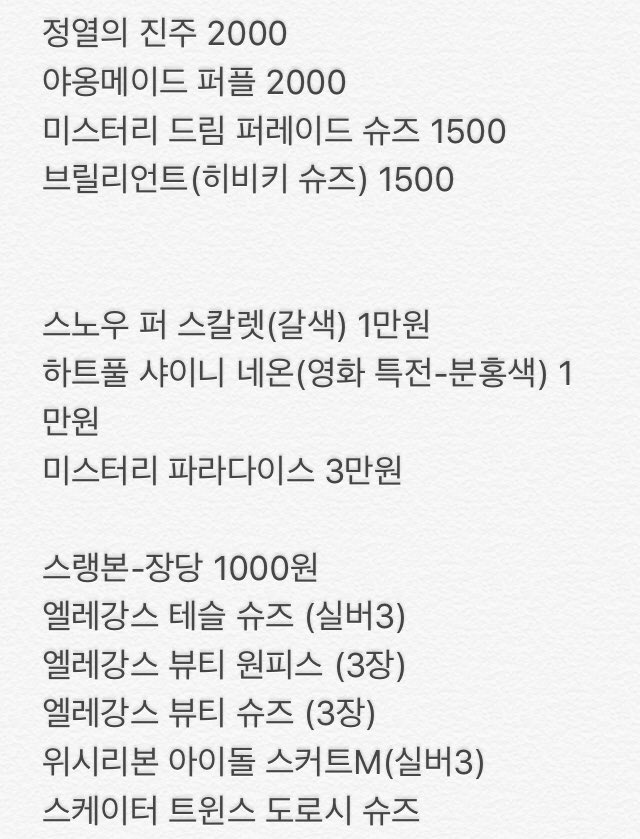 정열의 진주 2000
야옹메이드 퍼플 2000
미스터리 드림 퍼레이드 슈즈 1500
브릴리언트(히비키 슈즈) 1500
스노우 퍼 스칼렛(갈색) 1만원
하트풀 샤이니 네온(영화 특전-분홍색) 1
만원
미스터리 파라다이스 3만원
스랭본-장당 1000원
엘레강스 테슬 슈즈 (실버3)
엘레강스 뷰티 원피스 (3장)
엘레강스 뷰티 슈즈 (3장)
위시리본 아이돌 스커트M(실버3)
스케이터 트윈스 도로시 슈즈